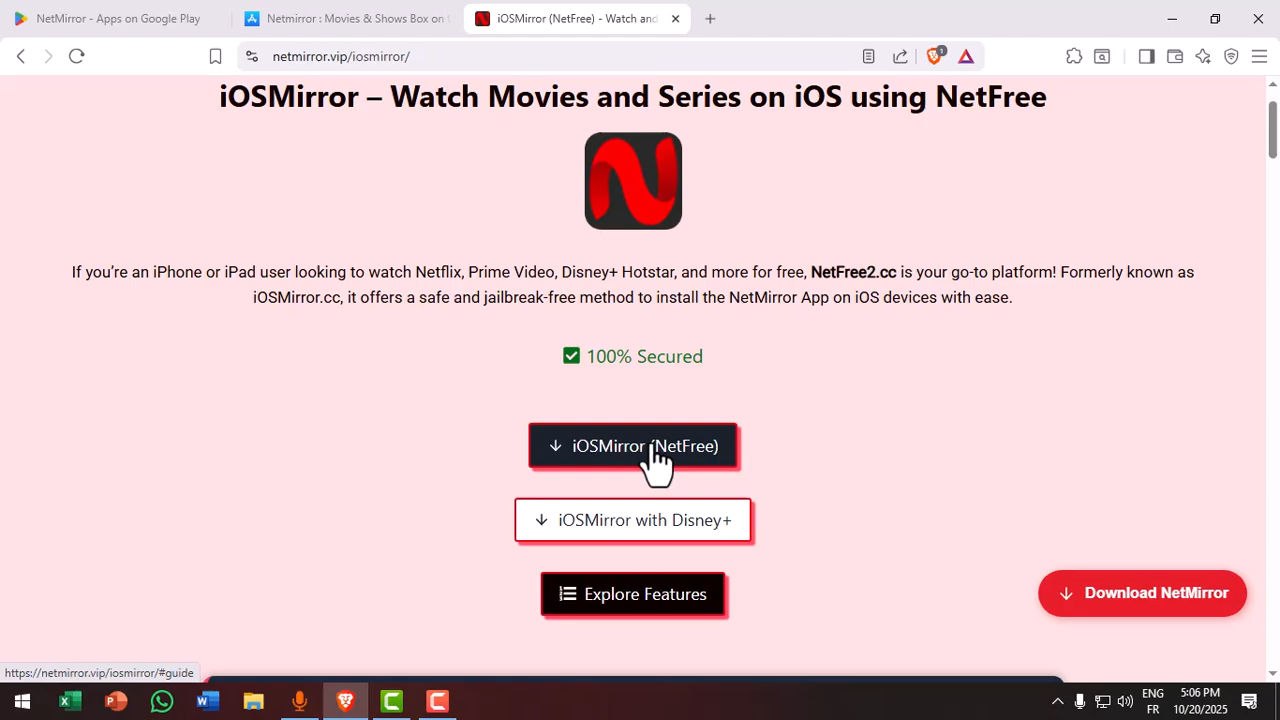 NetMirror - Apps on Google Play
Netmirror : Movies & Shows Box on t
iOSMirror (NetFree) - Watch and
netmirror.vip/iosmirror/
1
iOSMirror – Watch Movies and Series on iOS using NetFree
If you're an iPhone or iPad user looking to watch Netflix, Prime Video, Disney+ Hotstar, and more for free, NetFree2.cc is your go-to platform! Formerly known as
iOSMirror.cc, it offers a safe and jailbreak-free method to install the NetMirror App on iOS devices with ease.
100% Secured
iOSMirror (NetFree)
iOSMirror with Disney+
Explore Features
Download NetMirror
https://netmirror.vip/iosmirror/#guide
ENG
FR
5:06 PM
10/20/2025